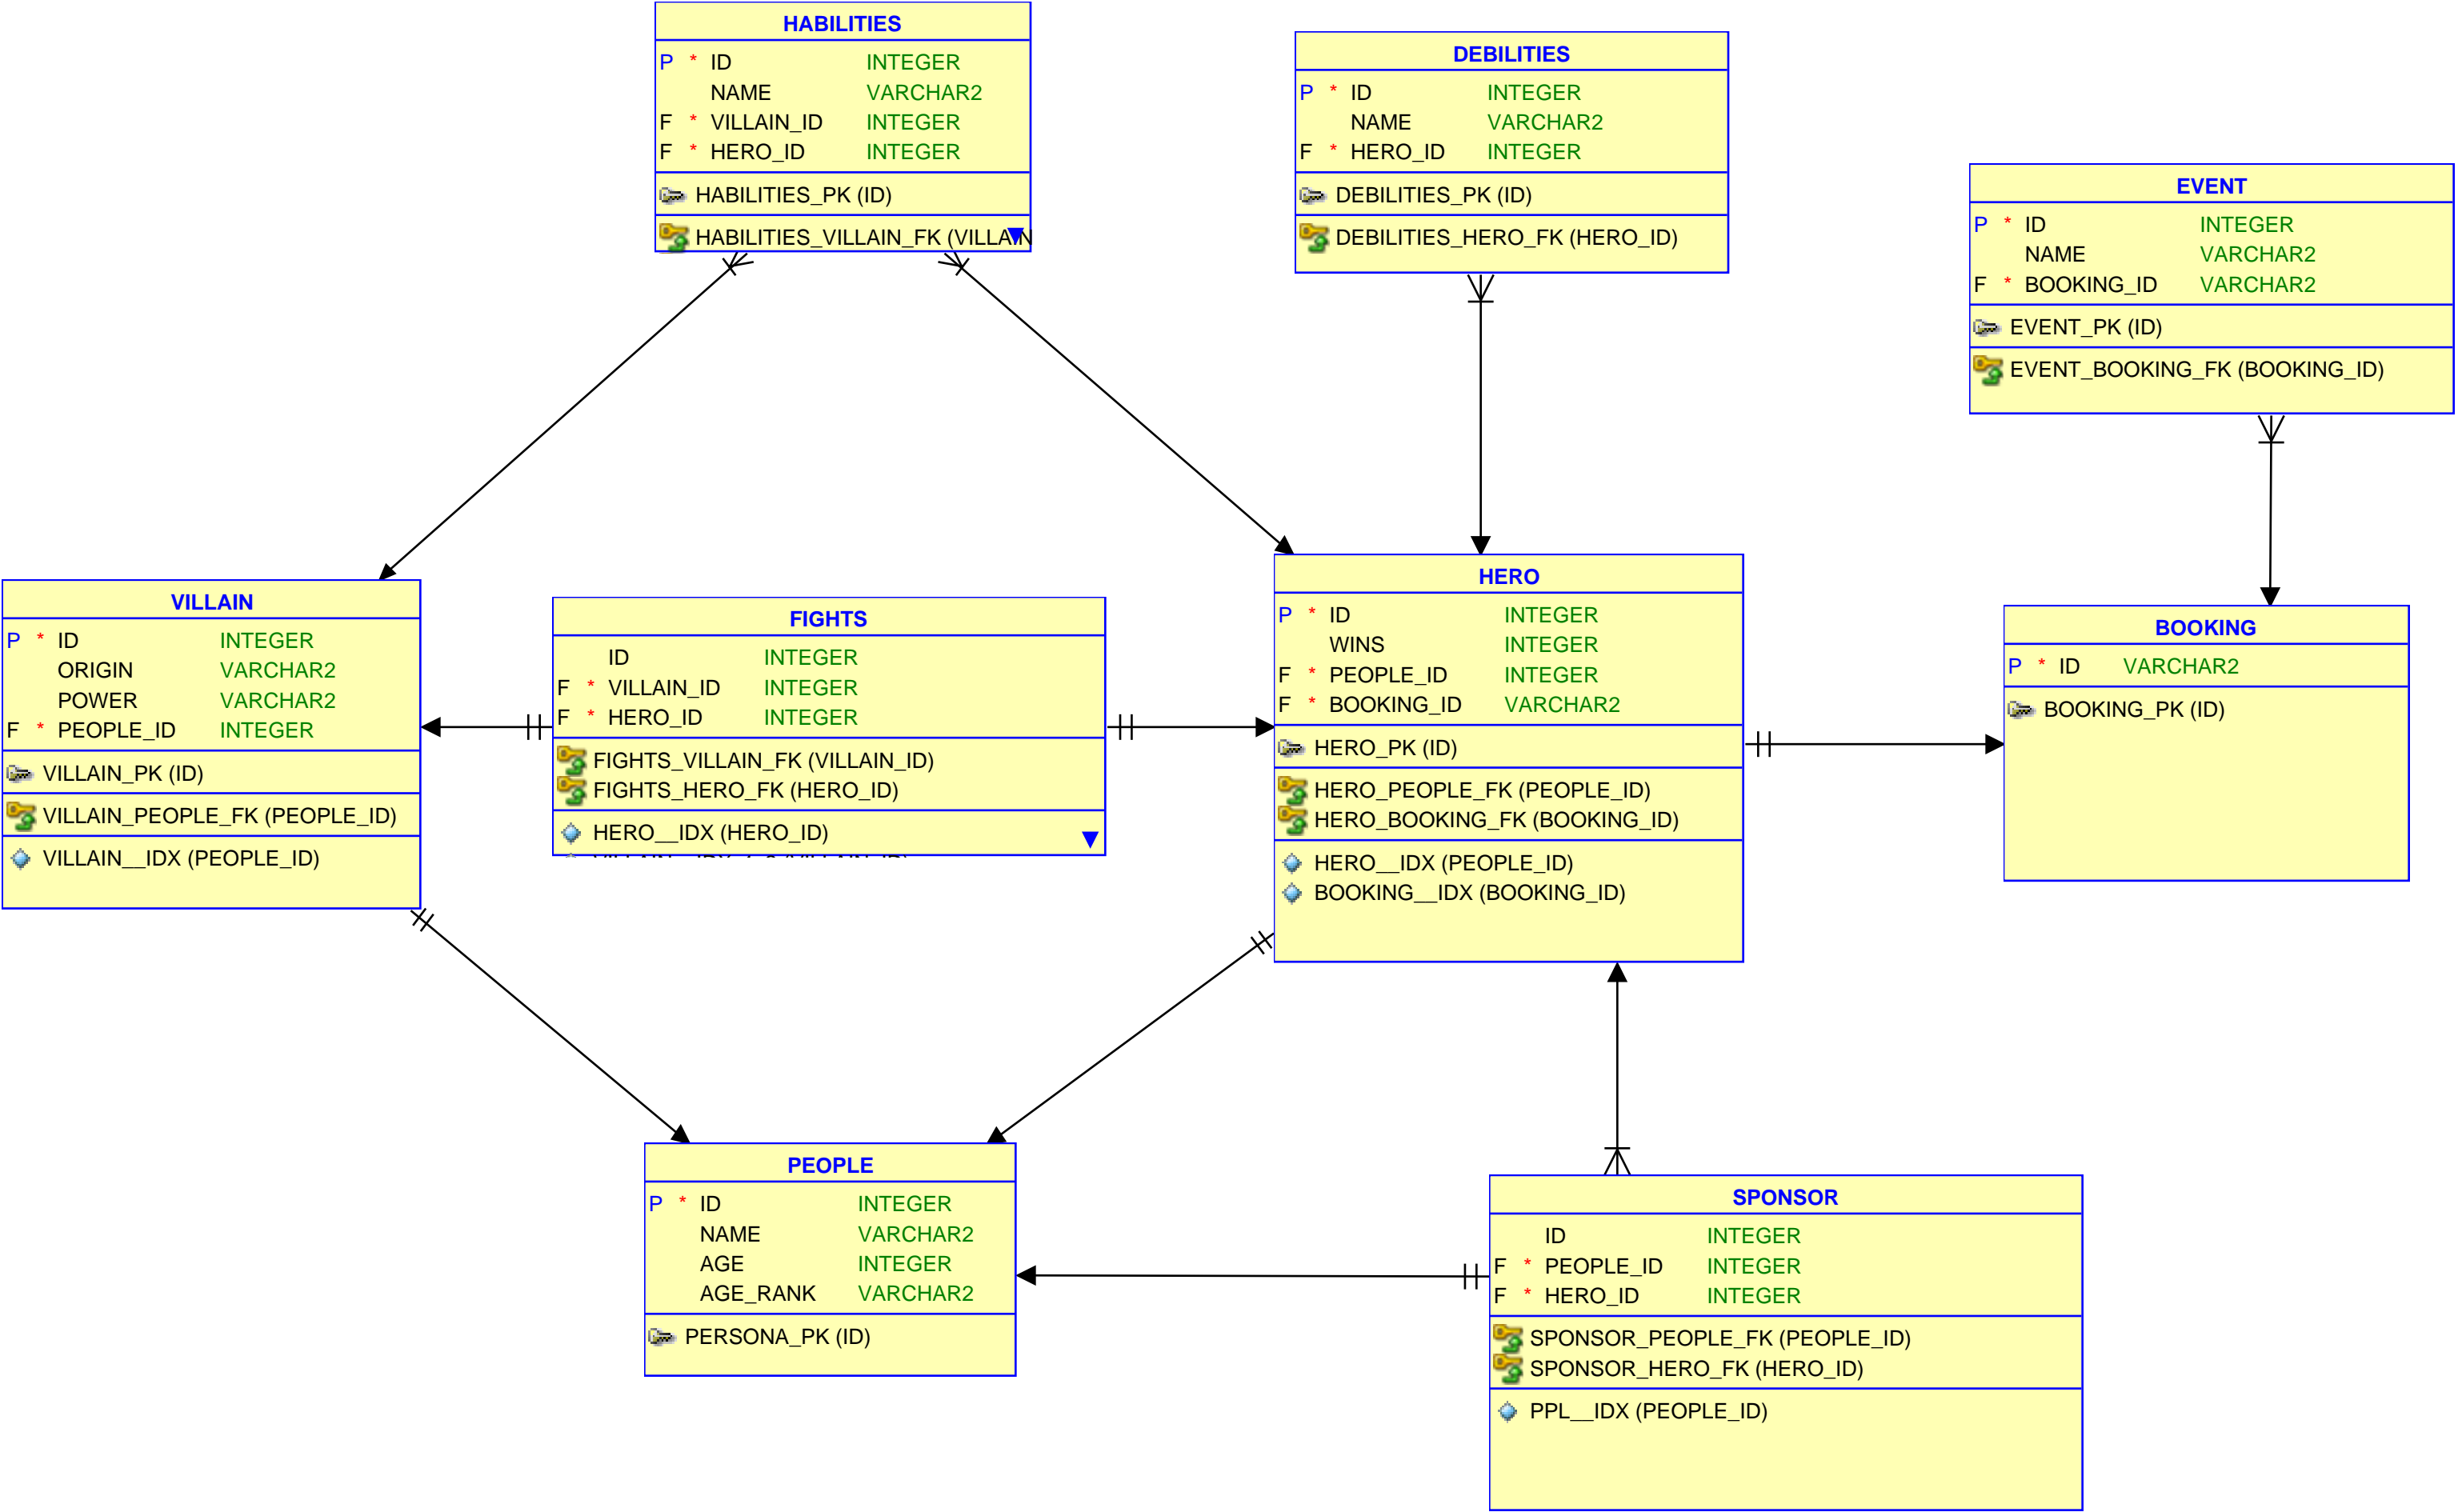 HABILITIES
P * ID INTEGER
NAME VARCHAR2
F * VILLAIN_ID INTEGER
F * HERO_ID INTEGER
HABILITIES_PK (ID)
HABILITIES_VILLAIN_FK (VILLAIN
DEBILITIES
P * ID INTEGER
NAME VARCHAR2
F * HERO_ID INTEGER
DEBILITIES_PK (ID)
DEBILITIES_HERO_FK (HERO_ID)
EVENT
P * ID INTEGER
NAME VARCHAR2
F * BOOKING_ID VARCHAR2
EVENT_PK (ID)
EVENT_BOOKING_FK (BOOKING_ID)
VILLAIN
P * ID INTEGER
ORIGIN VARCHAR2
POWER VARCHAR2
F * PEOPLE_ID INTEGER
VILLAIN_PK (ID)
VILLAIN_PEOPLE_FK (PEOPLE_ID)
VILLAIN__IDX (PEOPLE_ID)
FIGHTS
ID INTEGER
F * VILLAIN_ID INTEGER
F * HERO_ID INTEGER
FIGHTS_VILLAIN_FK (VILLAIN_ID)
FIGHTS_HERO_FK (HERO_ID)
HERO__IDX (HERO_ID)
HERO
P * ID INTEGER
WINS INTEGER
F * PEOPLE_ID INTEGER
F * BOOKING_ID VARCHAR2
HERO_PK (ID)
HERO_PEOPLE_FK (PEOPLE_ID)
HERO_BOOKING_FK (BOOKING_ID)
HERO__IDX (PEOPLE_ID)
BOOKING__IDX (BOOKING_ID)
BOOKING
P * ID VARCHAR2
BOOKING_PK (ID)
PEOPLE
P * ID INTEGER
NAME VARCHAR2
AGE INTEGER
AGE_RANK VARCHAR2
PERSONA_PK (ID)
SPONSOR
ID INTEGER
F * PEOPLE_ID INTEGER
F * HERO_ID INTEGER
SPONSOR_PEOPLE_FK (PEOPLE_ID)
SPONSOR_HERO_FK (HERO_ID)
PPL__IDX (PEOPLE_ID)